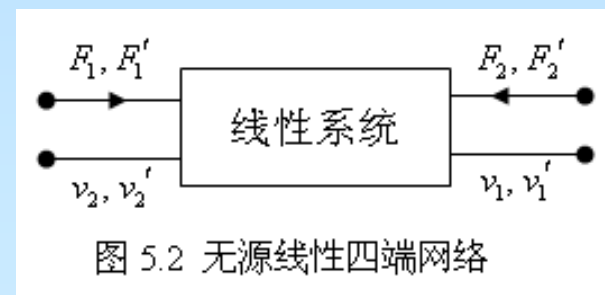 F₁, F₁′
F₂, F₂′
线性系统
v₂, v₂′
v₁, v₁′
图 5.2 无源线性四端网络